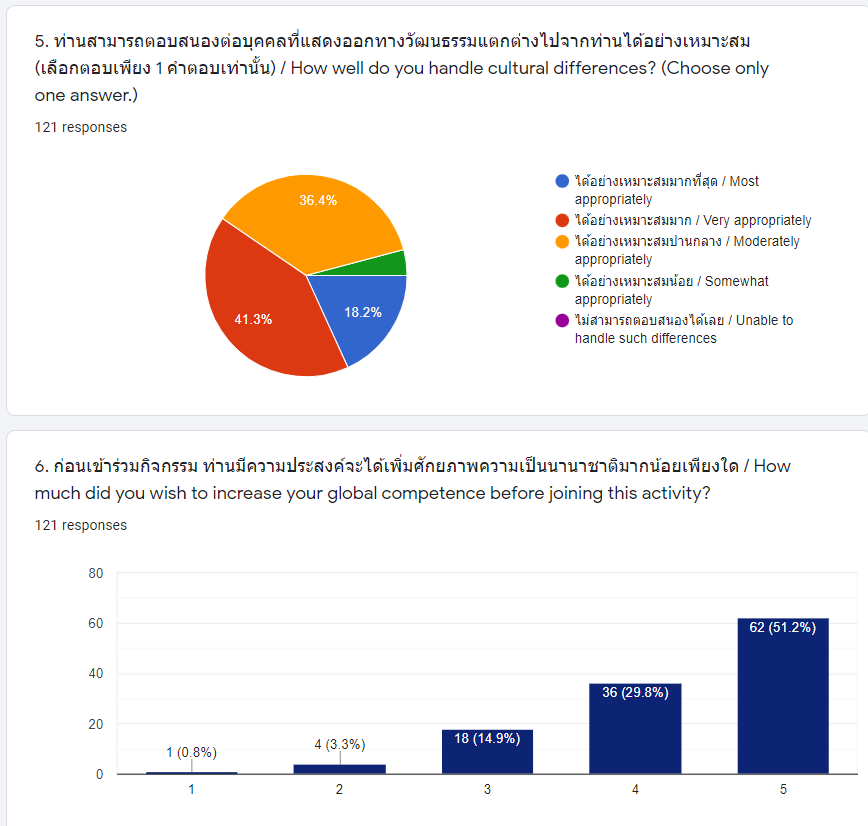 5. ท่านสามารถตอบสนองต่อบุคคลที่แสดงออกทางวัฒนธรรมแตกต่างไปจากท่านได้อย่างเหมาะสม
(เลือกตอบเพียง 1 คำตอบเท่านั้น) / How well do you handle cultural differences? (Choose only
one answer.)
121 responses
36.4%
41.3%
18.2%
ได้อย่างเหมาะสมมากที่สุด / Most
appropriately
ได้อย่างเหมาะสมมาก / Very appropriately
ได้อย่างเหมาะสมปานกลาง / Moderately
appropriately
ได้อย่างเหมาะสมน้อย / Somewhat
appropriately
ไม่สามารถตอบสนองได้เลย / Unable to
handle such differences
6. ก่อนเข้าร่วมกิจกรรม ท่านมีความประสงค์จะได้เพิ่มศักยภาพความเป็นนานาชาติมากน้อยเพียงใด / How
much did you wish to increase your global competence before joining this activity?
121 responses
80
60
40
20
0
1 (0.8%)
4 (3.3%)
18 (14.9%)
36 (29.8%)
62 (51.2%)
1
2
3
4
5